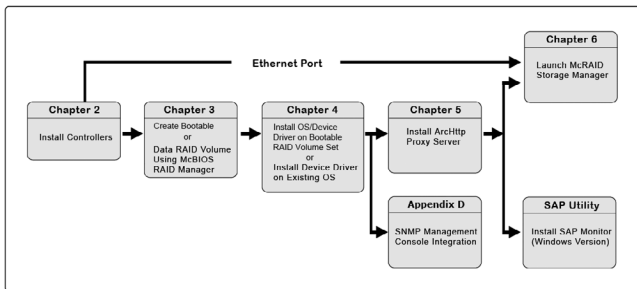 Ethernet Port
Chapter 6
Launch McRAID
Storage Manager
Chapter 2
Install Controllers
Chapter 3
Create Bootable
or
Data RAID Volume
Using McBIOS
RAID Manager
Chapter 4
Install OS/Device
Driver on Bootable
RAID Volume Set
or
Install Device Driver
on Existing OS
Chapter 5
Install ArcHttp
Proxy Server
Appendix D
SNMP Management
Console Integration
SAP Utility
Install SAP Monitor
(Windows Version)